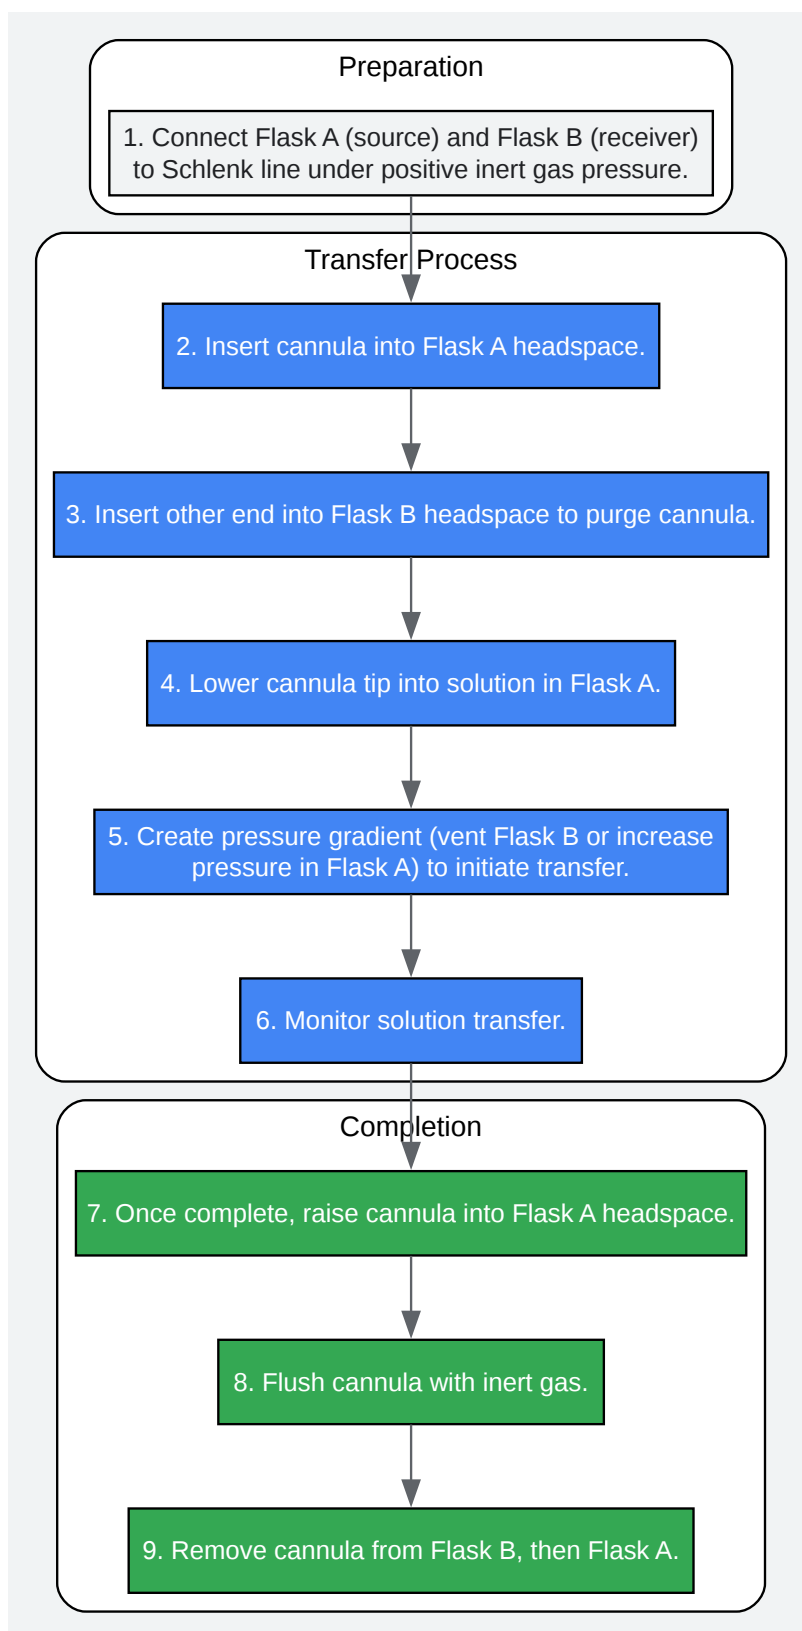 Preparation
1. Connect Flask A (source) and Flask B (receiver)
to Schlenk line under positive inert gas pressure.
Transfer Process
2. Insert cannula into Flask A headspace.
3. Insert other end into Flask B headspace to purge cannula.
4. Lower cannula tip into solution in Flask A.
5. Create pressure gradient (vent Flask B or increase
pressure in Flask A) to initiate transfer.
6. Monitor solution transfer.
Completion
7. Once complete, raise cannula into Flask A headspace.
8. Flush cannula with inert gas.
9. Remove cannula from Flask B, then Flask A.